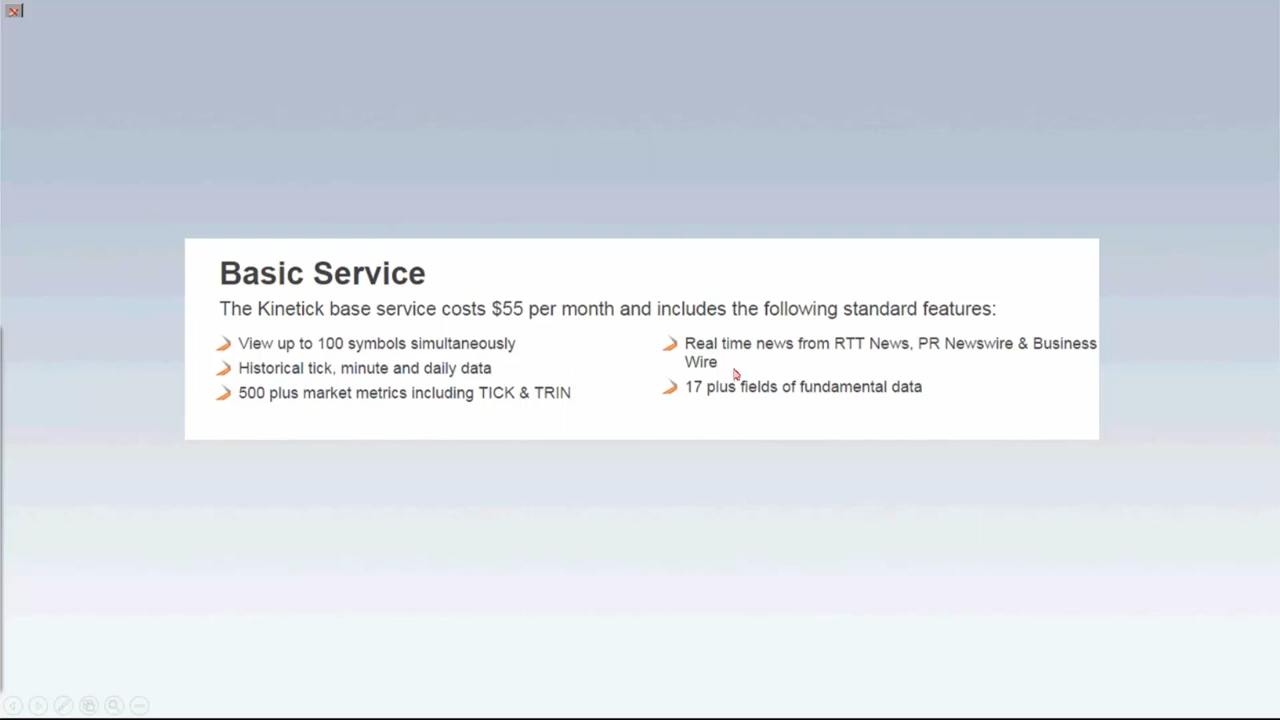 Basic Service
The Kinetick base service costs $55 per month and includes the following standard features:
View up to 100 symbols simultaneously
Historical tick, minute and daily data
500 plus market metrics including TICK & TRIN
Real time news from RTT News, PR Newswire & Business
Wire
17 plus fields of fundamental data